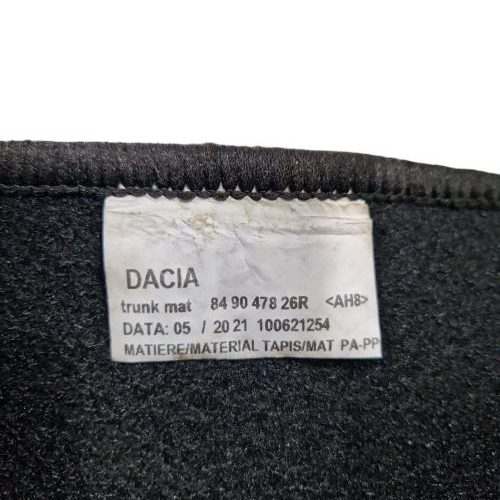 DACIA
trunk mat 84 90 478 26R <AH8>
DATA: 05 / 20 21 100621254
MATIERE/MATERIAL TAPIS/MAT PA-PP